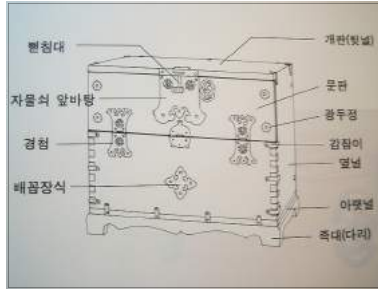 뻗침대
개판(윗널)
자물쇠 앞바탕
문판
광두정
경첩
감잡이
옆널
배꼽장식
아랫널
족대(다리)